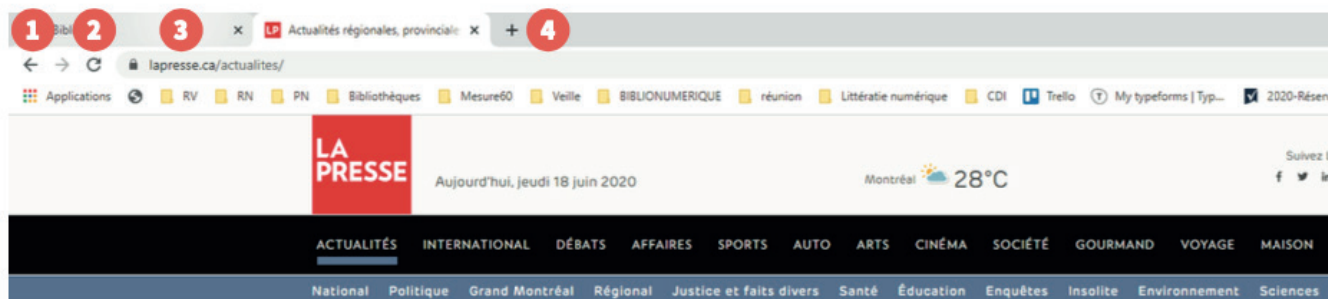 1 2 3 4
Bibl
Actualités régionales, provinciale
lapresse.ca/actualites/
Applications RV RN PN Bibliothèques Mesure60 Veille BIBLIONUMERIQUE réunion Littératie numérique CDI Trello My typeforms | Typ... 2020-Réser
LA
PRESSE
Aujourd'hui, jeudi 18 juin 2020
Montréal 28°C
Suivez
ACTUALITÉS INTERNATIONAL DÉBATS AFFAIRES SPORTS AUTO ARTS CINÉMA SOCIÉTÉ GOURMAND VOYAGE MAISON
National Politique Grand Montréal Régional Justice et faits divers Santé Éducation Enquêtes Insolite Environnement Sciences